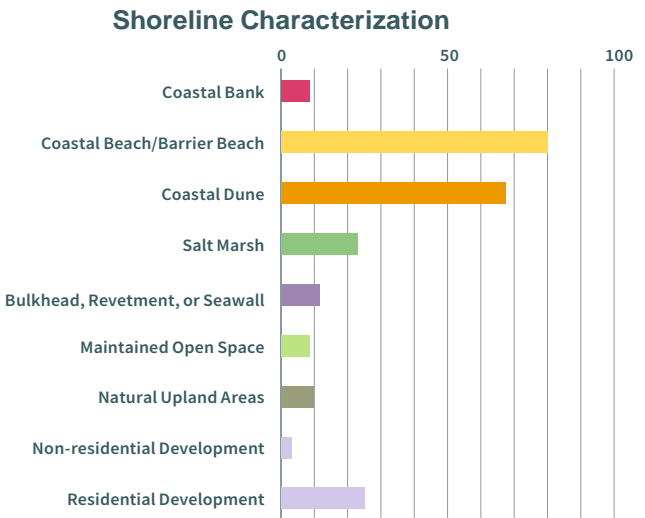 Shoreline Characterization
0 50 100
Coastal Bank
Coastal Beach/Barrier Beach
Coastal Dune
Salt Marsh
Bulkhead, Revetment, or Seawall
Maintained Open Space
Natural Upland Areas
Non-residential Development
Residential Development